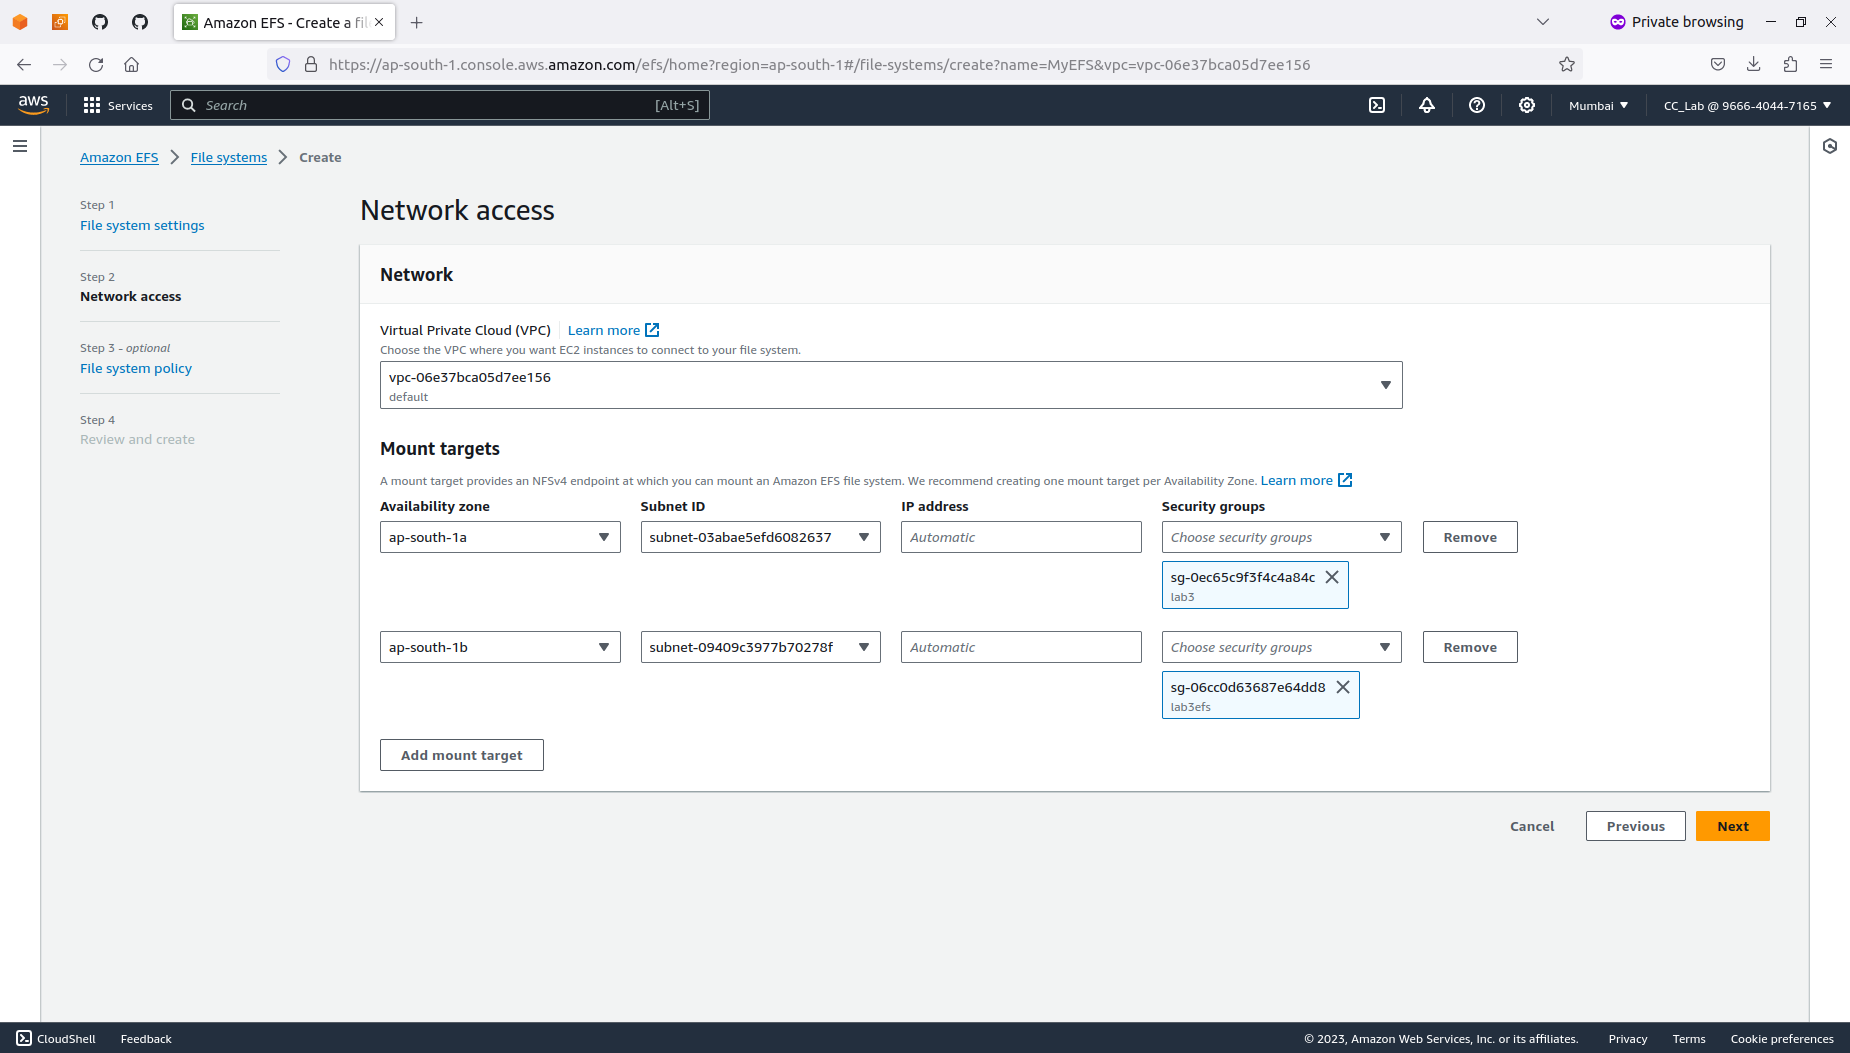 Amazon EFS - Create a fil
Private browsing
https://ap-south-1.console.aws.amazon.com/efs/home?region=ap-south-1#/file-systems/create?name=MyEFS&vpc=vpc-06e37bca05d7ee156
aws Services Search [Alt+S] Mumbai CC_Lab @ 9666-4044-7165
Amazon EFS File systems Create
Step 1
File system settings
Step 2
Network access
Step 3 - optional
File system policy
Step 4
Review and create
Network access
Network
Virtual Private Cloud (VPC) Learn more
Choose the VPC where you want EC2 instances to connect to your file system.
vpc-06e37bca05d7ee156
default
Mount targets
A mount target provides an NFSv4 endpoint at which you can mount an Amazon EFS file system. We recommend creating one mount target per Availability Zone. Learn more
Availability zone Subnet ID IP address Security groups
ap-south-1a subnet-03abae5efd6082637 Automatic Choose security groups Remove
sg-0ec65c9f3f4c4a84c
lab3
ap-south-1b subnet-09409c3977b70278f Automatic Choose security groups Remove
sg-06cc0d63687e64dd8
lab3efs
Add mount target
Cancel Previous Next
CloudShell Feedback © 2023, Amazon Web Services, Inc. or its affiliates. Privacy Terms Cookie preferences